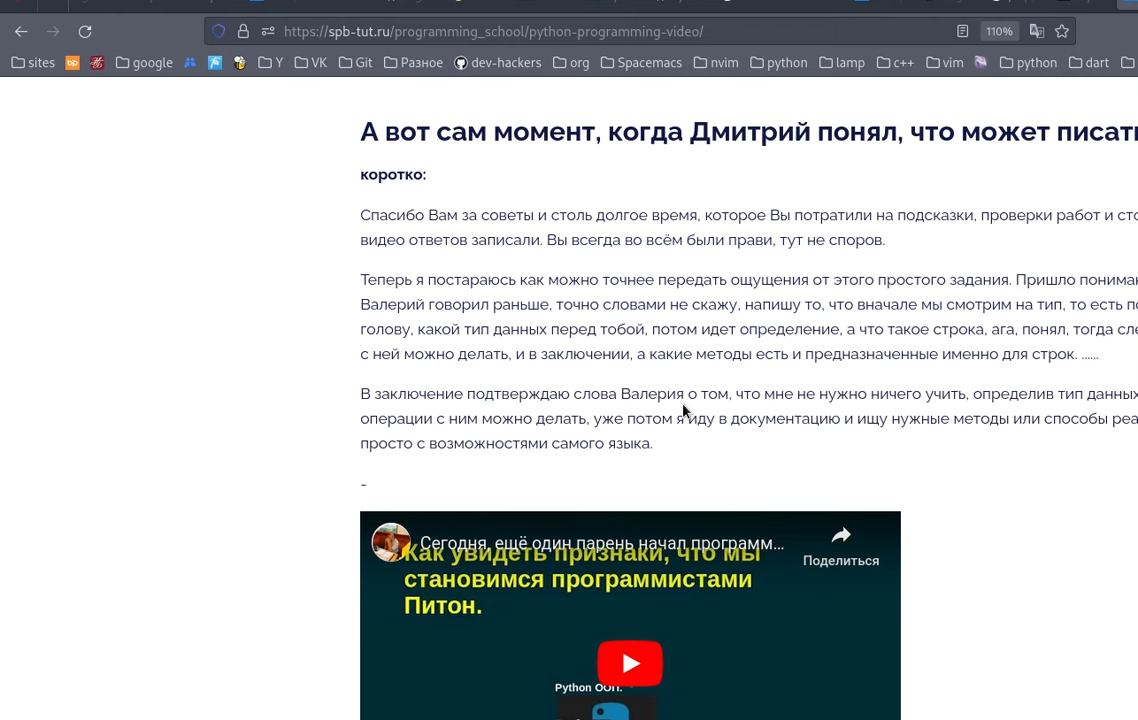 https://spb-tut.ru/programming_school/python-programming-video/ 110%
sites google Y VK Git Разное dev-hackers org Spacemacs nvim python lamp c++ vim python dart
А вот сам момент, когда Дмитрий понял, что может писать
коротко:
Спасибо Вам за советы и столь долгое время, которое Вы потратили на подсказки, проверки работ и сто
видео ответов записали. Вы всегда во всём были прави, тут не споров.
Теперь я постараюсь как можно точнее передать ощущения от этого простого задания. Пришло понима
Валерий говорил раньше, точно словами не скажу, напишу то, что вначале мы смотрим на тип, то есть по
голову, какой тип данных перед тобой, потом идет определение, а что такое строка, ага, понял, тогда сле
с ней можно делать, и в заключении, а какие методы есть и предназначенные именно для строк. ......
В заключение подтверждаю слова Валерия о том, что мне не нужно ничего учить, определив тип данны
операции с ним можно делать, уже потом я иду в документацию и ищу нужные методы или способы реа
просто с возможностями самого языка.
-
Сегодня, ещё один парень начал программ...
Поделиться
Как увидеть признаки, что мы
становимся программистами
Питон.
Python ООП.